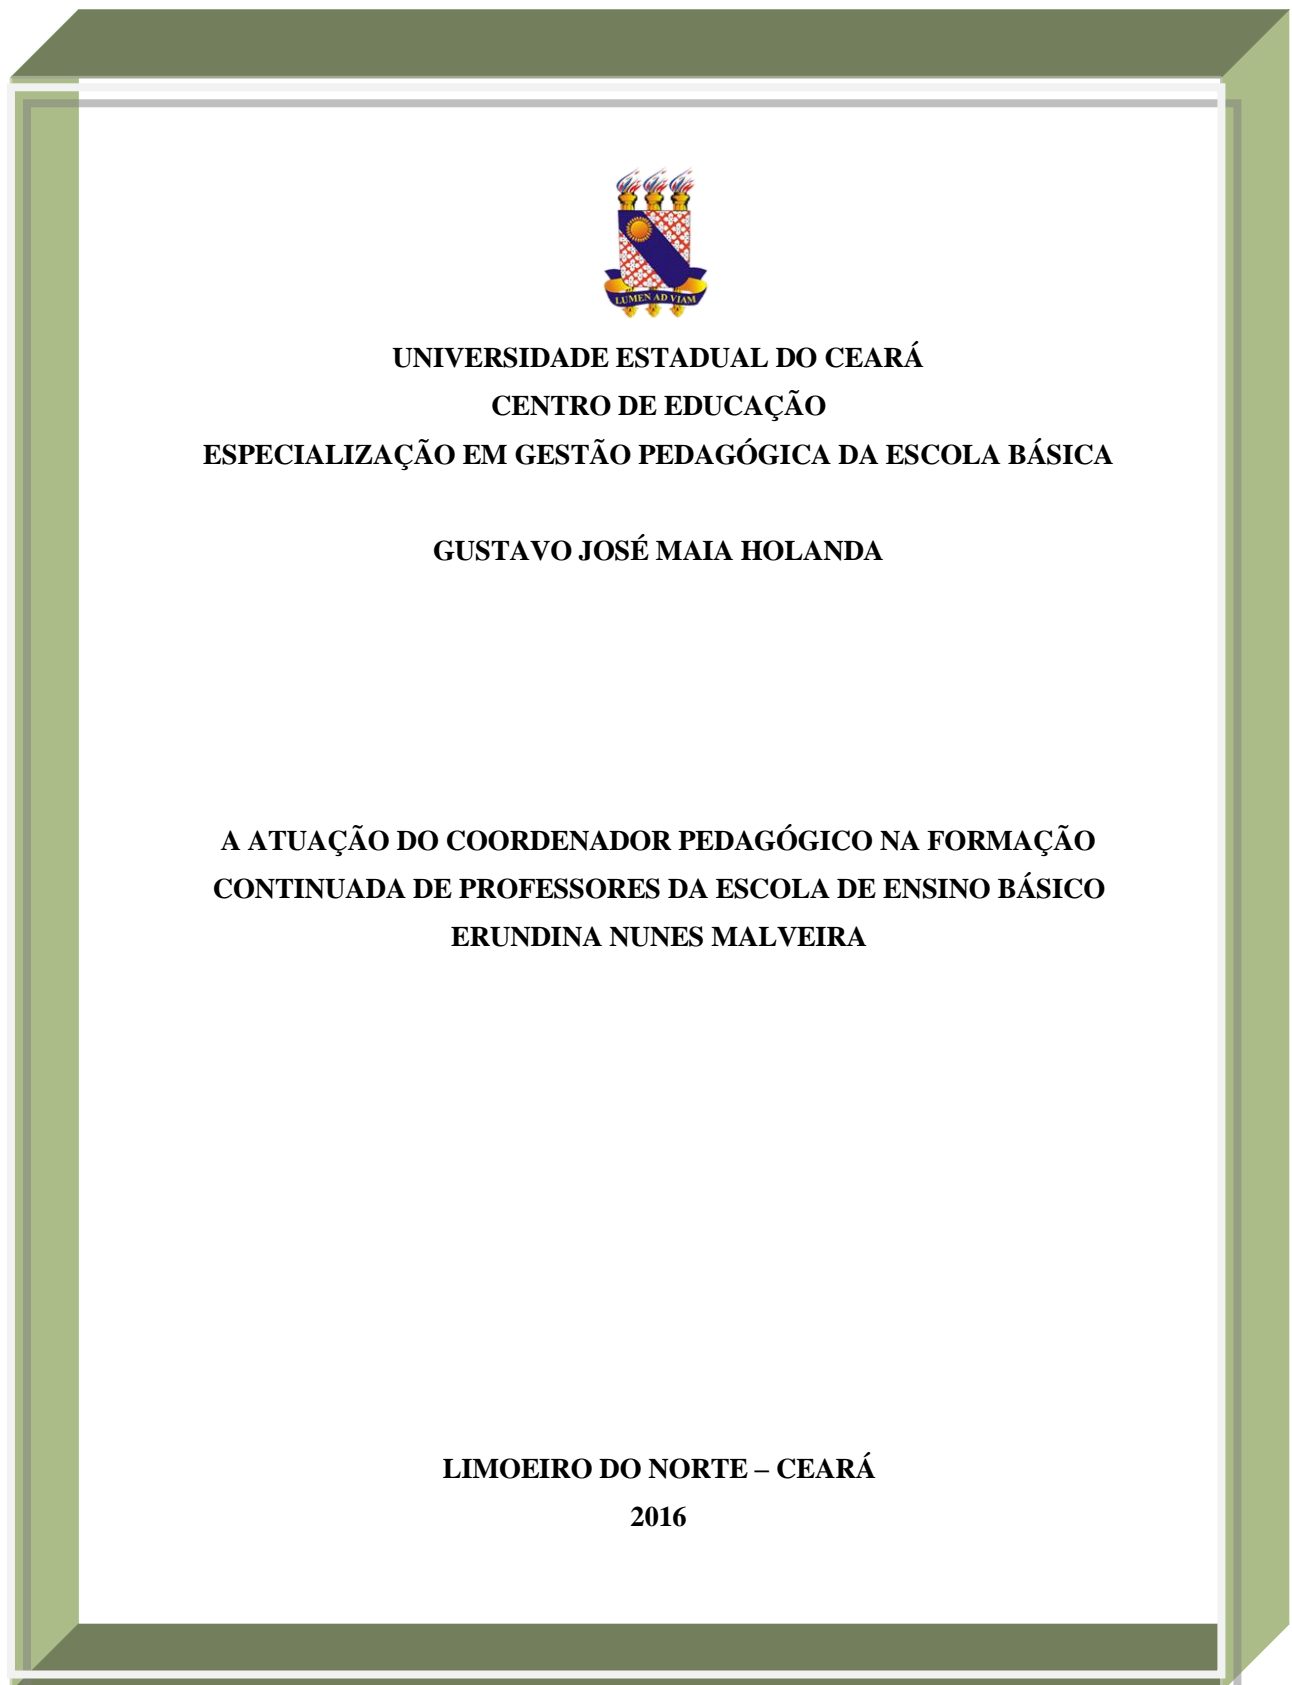 LUMEN AD VIAM
UNIVERSIDADE ESTADUAL DO CEARÁ
CENTRO DE EDUCAÇÃO
ESPECIALIZAÇÃO EM GESTÃO PEDAGÓGICA DA ESCOLA BÁSICA
GUSTAVO JOSÉ MAIA HOLANDA
A ATUAÇÃO DO COORDENADOR PEDAGÓGICO NA FORMAÇÃO
CONTINUADA DE PROFESSORES DA ESCOLA DE ENSINO BÁSICO
ERUNDINA NUNES MALVEIRA
LIMOEIRO DO NORTE – CEARÁ
2016